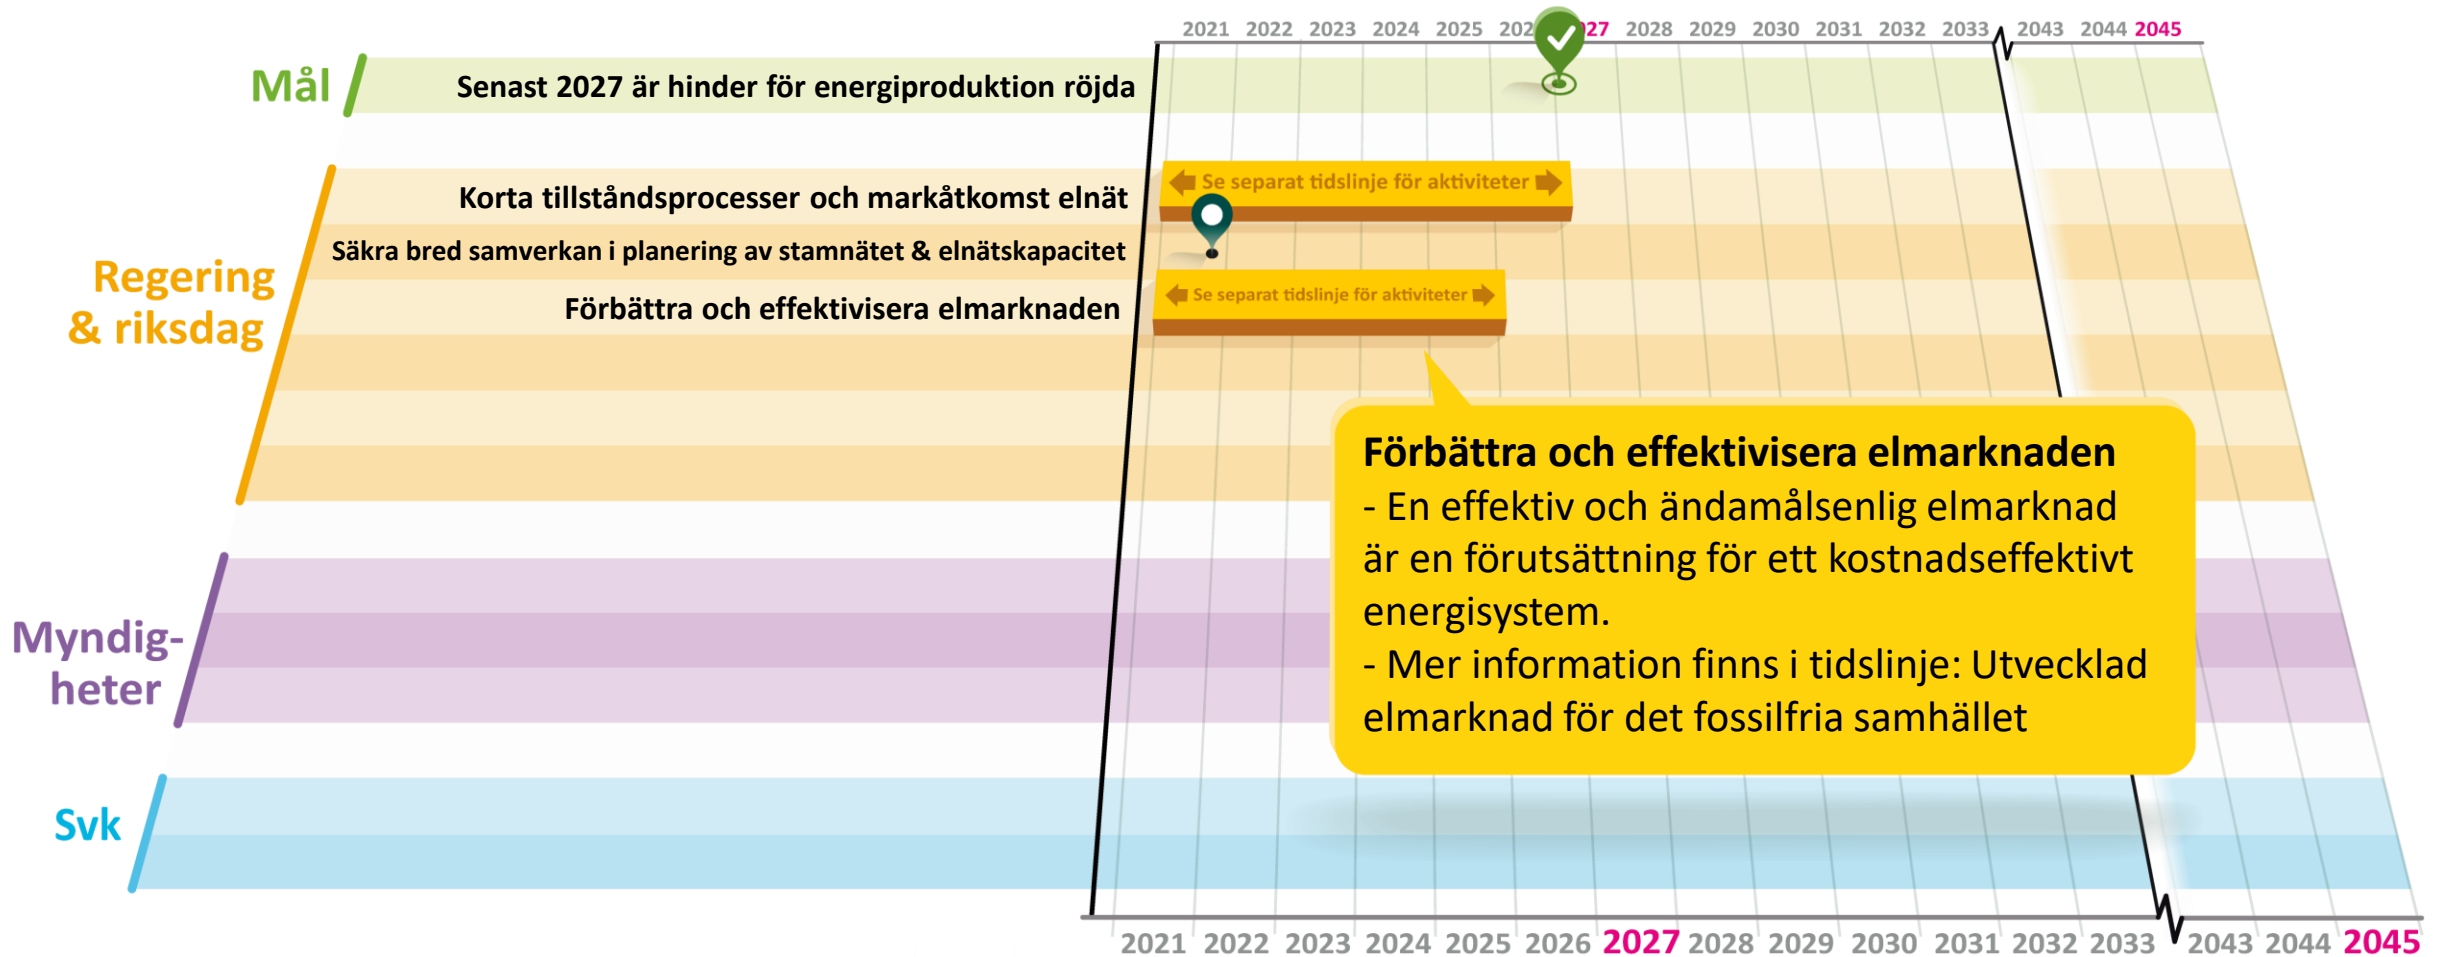 2021 2022 2023 2024 2025 202 27 2028 2029 2030 2031 2032 2033 2043 2044 2045
Mål
Senast 2027 är hinder för energiproduktion röjda
Regering
& riksdag
Korta tillståndsprocesser och markåtkomst elnät
Se separat tidslinje för aktiviteter
Säkra bred samverkan i planering av stamnätet & elnätskapacitet
Förbättra och effektivisera elmarknaden
Se separat tidslinje för aktiviteter
Förbättra och effektivisera elmarknaden
- En effektiv och ändamålsenlig elmarknad
är en förutsättning för ett kostnadseffektivt
energisystem.
- Mer information finns i tidslinje: Utvecklad
elmarknad för det fossilfria samhället
Myndig-
heter
Svk
2021 2022 2023 2024 2025 2026 2027 2028 2029 2030 2031 2032 2033 2043 2044 2045